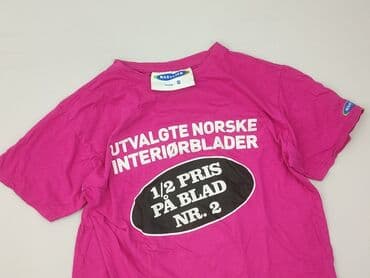 UTVALGTE NORSKE
INTERIØRBLADER
1/2 PRIS
PÅ BLAD
NR. 2